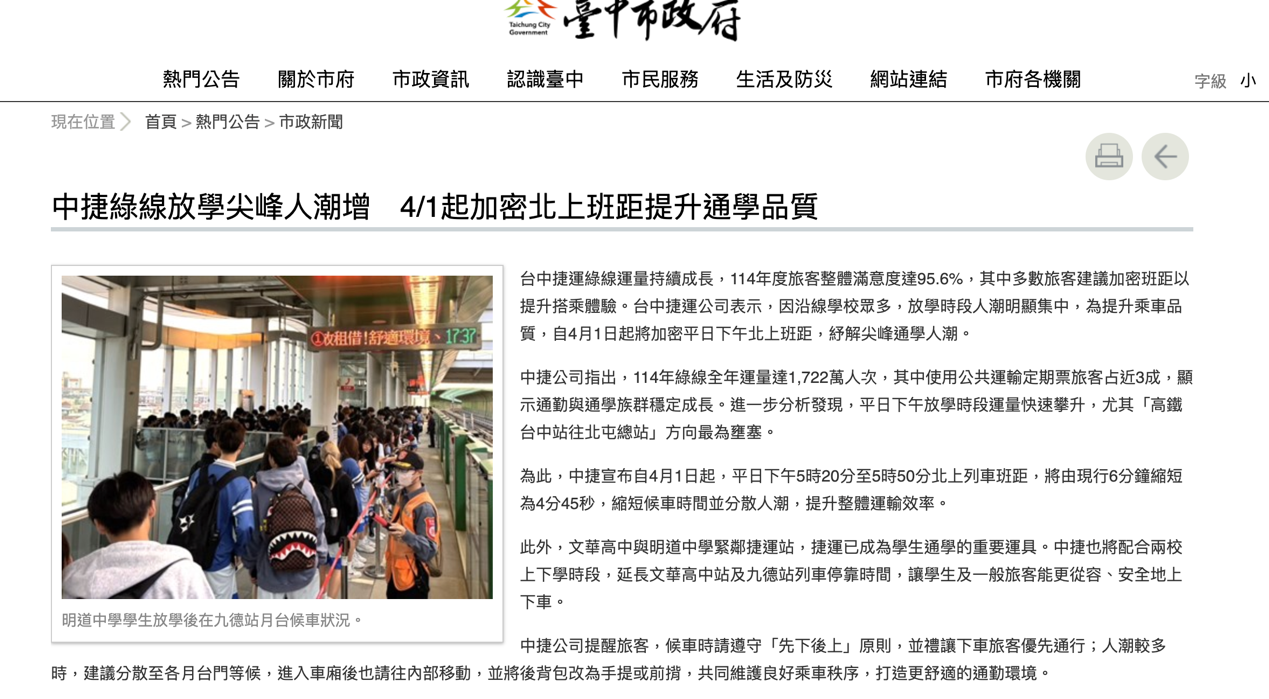 Taichung City
Government
臺中市政府
熱門公告
關於市府
市政資訊
認識臺中
市民服務
生活及防災
網站連結
市府各機關
字級
小
現在位置
首頁 > 熱門公告 > 市政新聞
中捷綠線放學尖峰人潮增　4/1起加密北上班距提升通學品質
收租借!舒適環境、
17:37
明道中學學生放學後在九德站月台候車狀況。
台中捷運綠線運量持續成長，114年度旅客整體滿意度達95.6%，其中多數旅客建議加密班距以
提升搭乘體驗。台中捷運公司表示，因沿線學校眾多，放學時段人潮明顯集中，為提升乘車品
質，自4月1日起將加密平日下午北上班距，紓解尖峰通學人潮。
中捷公司指出，114年綠線全年運量達1,722萬人次，其中使用公共運輸定期票旅客占近3成，顯
示通勤與通學族群穩定成長。進一步分析發現，平日下午放學時段運量快速攀升，尤其「高鐵
台中站往北屯總站」方向最為壅塞。
為此，中捷宣布自4月1日起，平日下午5時20分至5時50分北上列車班距，將由現行6分鐘縮短
為4分45秒，縮短候車時間並分散人潮，提升整體運輸效率。
此外，文華高中與明道中學緊鄰捷運站，捷運已成為學生通學的重要運具。中捷也將配合兩校
上下學時段，延長文華高中站及九德站列車停靠時間，讓學生及一般旅客能更從容、安全地上
下車。
中捷公司提醒旅客，候車時請遵守「先下後上」原則，並禮讓下車旅客優先通行；人潮較多
時，建議分散至各月台門等候，進入車廂後也請往內部移動，並將後背包改為手提或前揹，共同維護良好乘車秩序，打造更舒適的通勤環境。